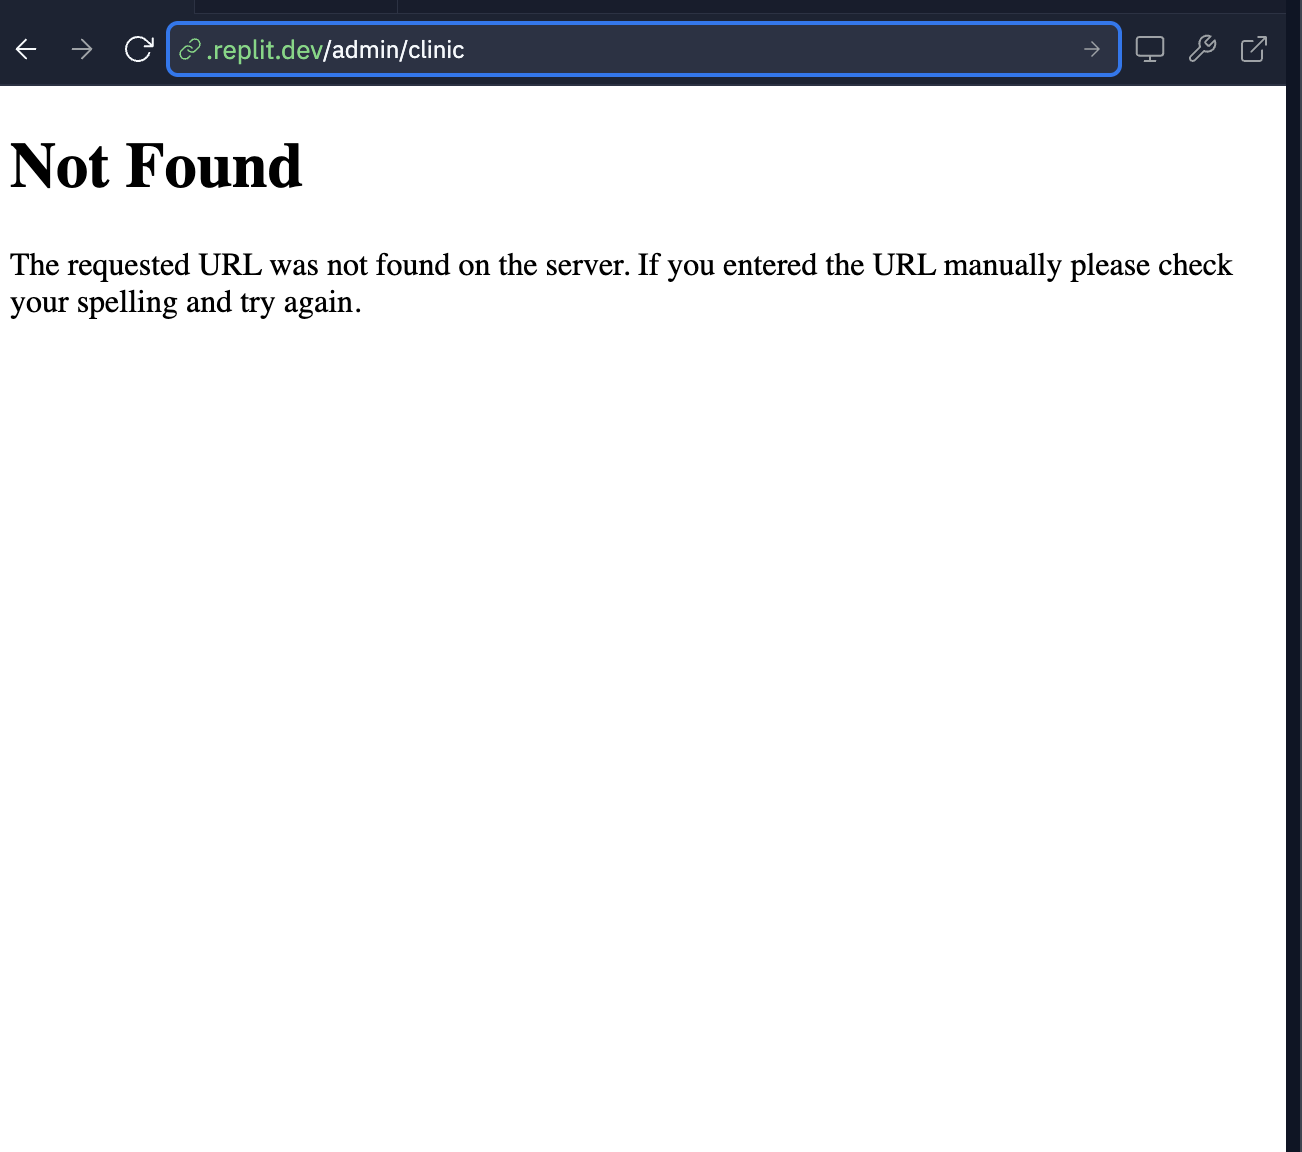 .replit.dev/admin/clinic
Not Found
The requested URL was not found on the server. If you entered the URL manually please check
your spelling and try again.